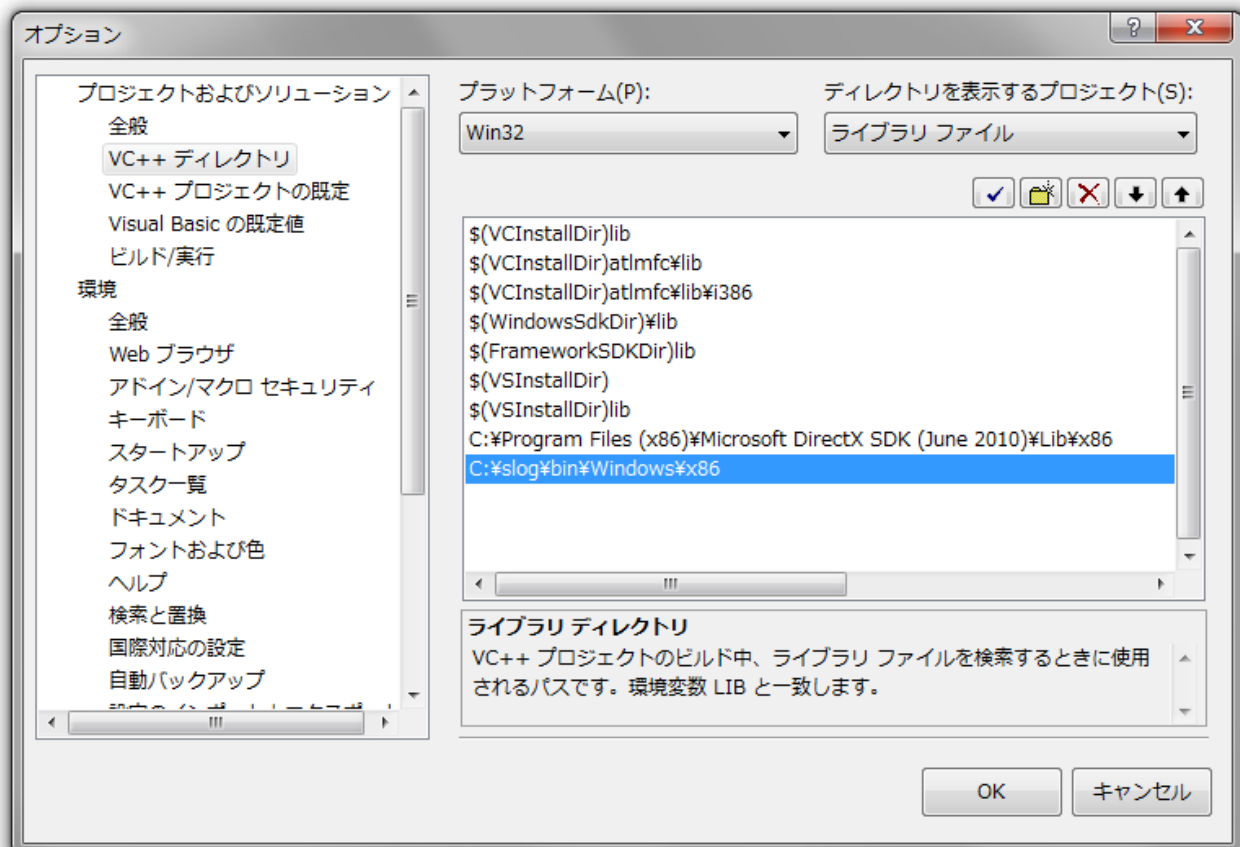 オプション
プロジェクトおよびソリューション
全般
VC++ ディレクトリ
VC++ プロジェクトの既定
Visual Basic の既定値
ビルド/実行
環境
全般
Web ブラウザ
アドイン/マクロ セキュリティ
キーボード
スタートアップ
タスク一覧
ドキュメント
フォントおよび色
ヘルプ
検索と置換
国際対応の設定
自動バックアップ
プラットフォーム(P):
Win32
ディレクトリを表示するプロジェクト(S):
ライブラリ ファイル
$(VCInstallDir)lib
$(VCInstallDir)atlmfc¥lib
$(VCInstallDir)atlmfc¥lib¥i386
$(WindowsSdkDir)¥lib
$(FrameworkSDKDir)lib
$(VSInstallDir)
$(VSInstallDir)lib
C:¥Program Files (x86)¥Microsoft DirectX SDK (June 2010)¥Lib¥x86
C:¥slog¥bin¥Windows¥x86
ライブラリ ディレクトリ
VC++ プロジェクトのビルド中、ライブラリ ファイルを検索するときに使用
されるパスです。環境変数 LIB と一致します。
OK
キャンセル